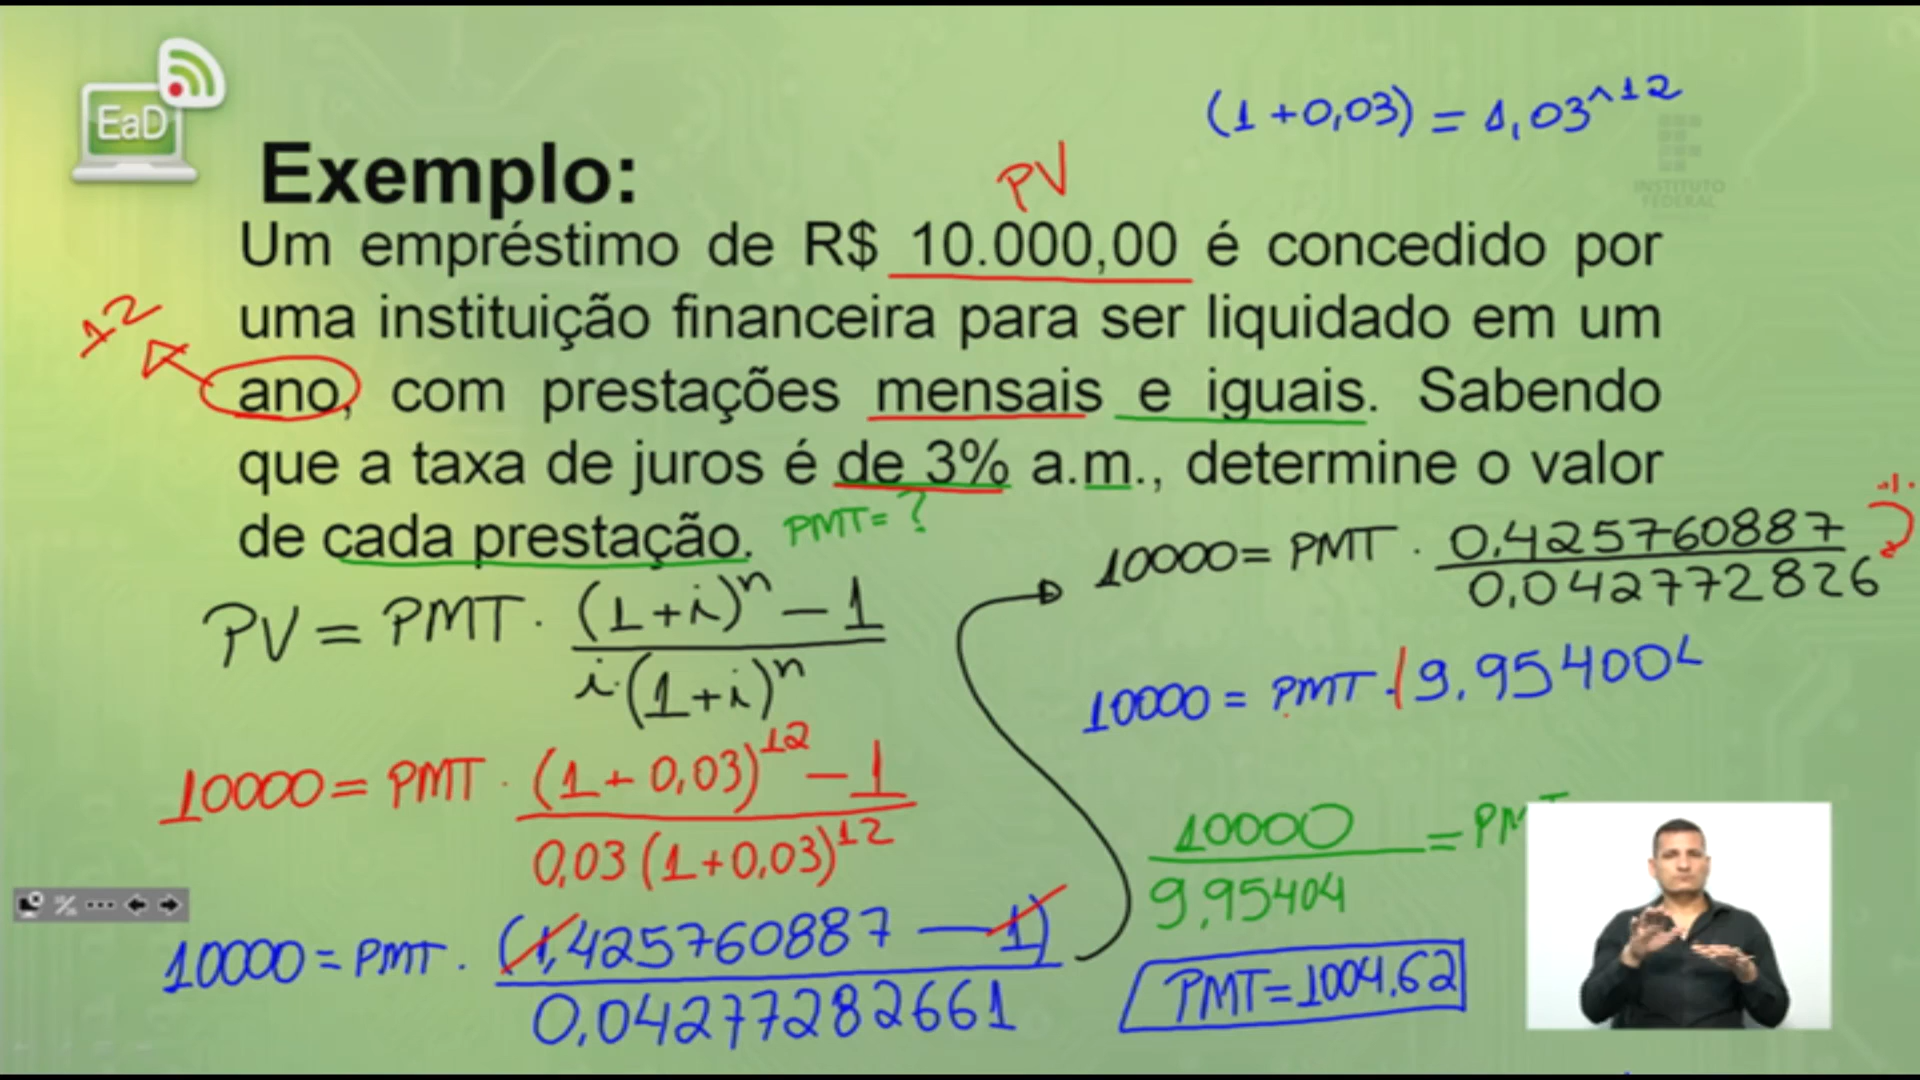 EaD
(1+0,03) = 1,03^12
INSTITUTO
FEDERAL
Exemplo:
PV
Um empréstimo de R$ 10.000,00 é concedido por
uma instituição financeira para ser liquidado em um
12
ano, com prestações mensais e iguais. Sabendo
que a taxa de juros é de 3% a.m., determine o valor
de cada prestação. PMT=?
PV = PMT · (1+i)^n − 1
i·(1+i)^n
10000 = PMT · (1+0,03)^12 − 1
0,03 (1+0,03)^12
10000 = PMT · (1,425760887 − 1)
0,04277282661
10000 = PMT · 0,425760887
0,042772826
10000 = PMT · 9,95400
10000 = PM
9,95404
PMT=1004,62